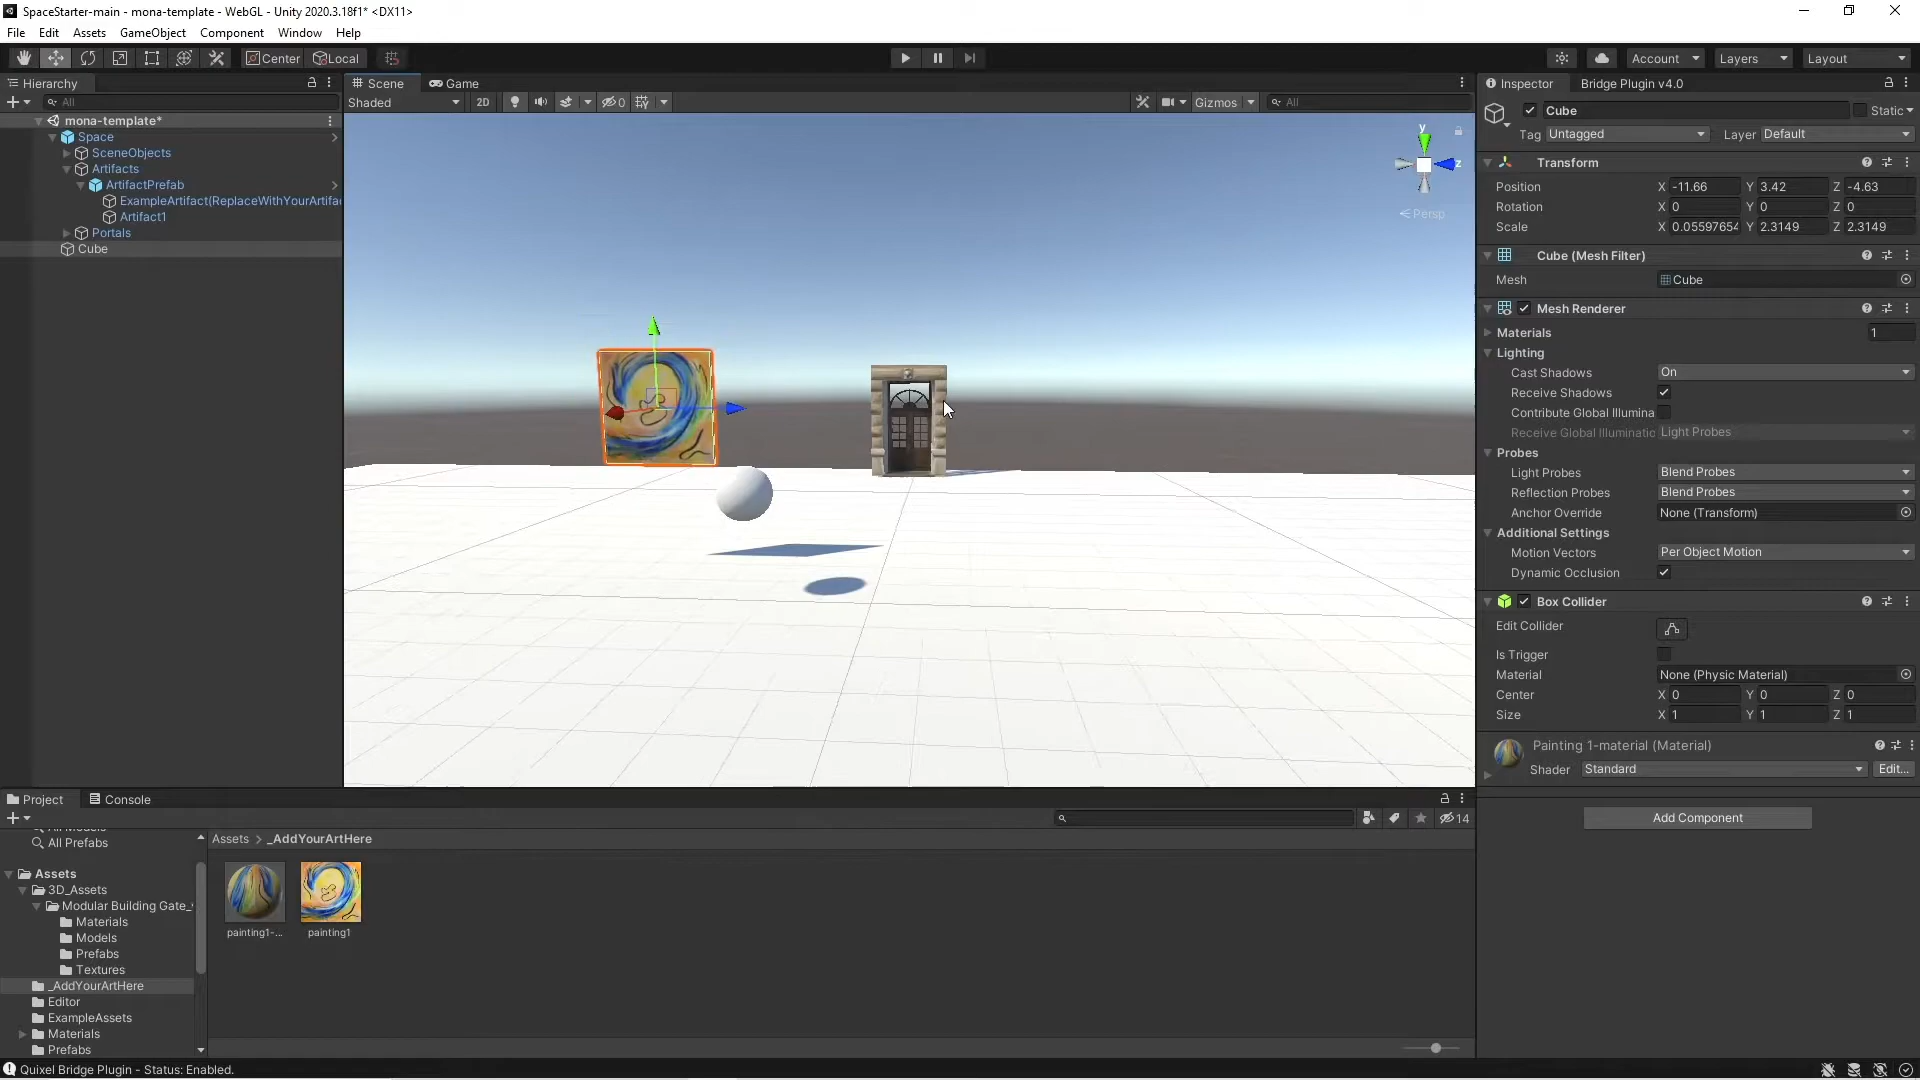 SpaceStarter-main - mona-template - WebGL - Unity 2020.3.18f1* <DX11>
File Edit Assets GameObject Component Window Help
Center Local Account Layers Layout
Hierarchy Scene Game Inspector Bridge Plugin v4.0
All Shaded 2D 0 Gizmos All
mona-template*
Space
SceneObjects
Artifacts
ArtifactPrefab
ExampleArtifact(ReplaceWithYourArtifac
Artifact1
Portals
Cube
y
z
Persp
Cube Static
Tag Untagged Layer Default
Transform
Position X -11.66 Y 3.42 Z -4.63
Rotation X 0 Y 0 Z 0
Scale X 0.05597654 Y 2.3149 Z 2.3149
Cube (Mesh Filter)
Mesh Cube
Mesh Renderer
Materials 1
Lighting
Cast Shadows On
Receive Shadows
Contribute Global Illumina
Receive Global Illuminatic Light Probes
Probes
Light Probes Blend Probes
Reflection Probes Blend Probes
Anchor Override None (Transform)
Additional Settings
Motion Vectors Per Object Motion
Dynamic Occlusion
Box Collider
Edit Collider
Is Trigger
Material None (Physic Material)
Center X 0 Y 0 Z 0
Size X 1 Y 1 Z 1
Painting 1-material (Material)
Shader Standard Edit...
Add Component
Project Console
14
All Models
All Prefabs
Assets
3D_Assets
Modular Building Gate_
Materials
Models
Prefabs
Textures
_AddYourArtHere
Editor
ExampleAssets
Materials
Prefabs
Assets > _AddYourArtHere
painting1-... painting1
Quixel Bridge Plugin - Status: Enabled.